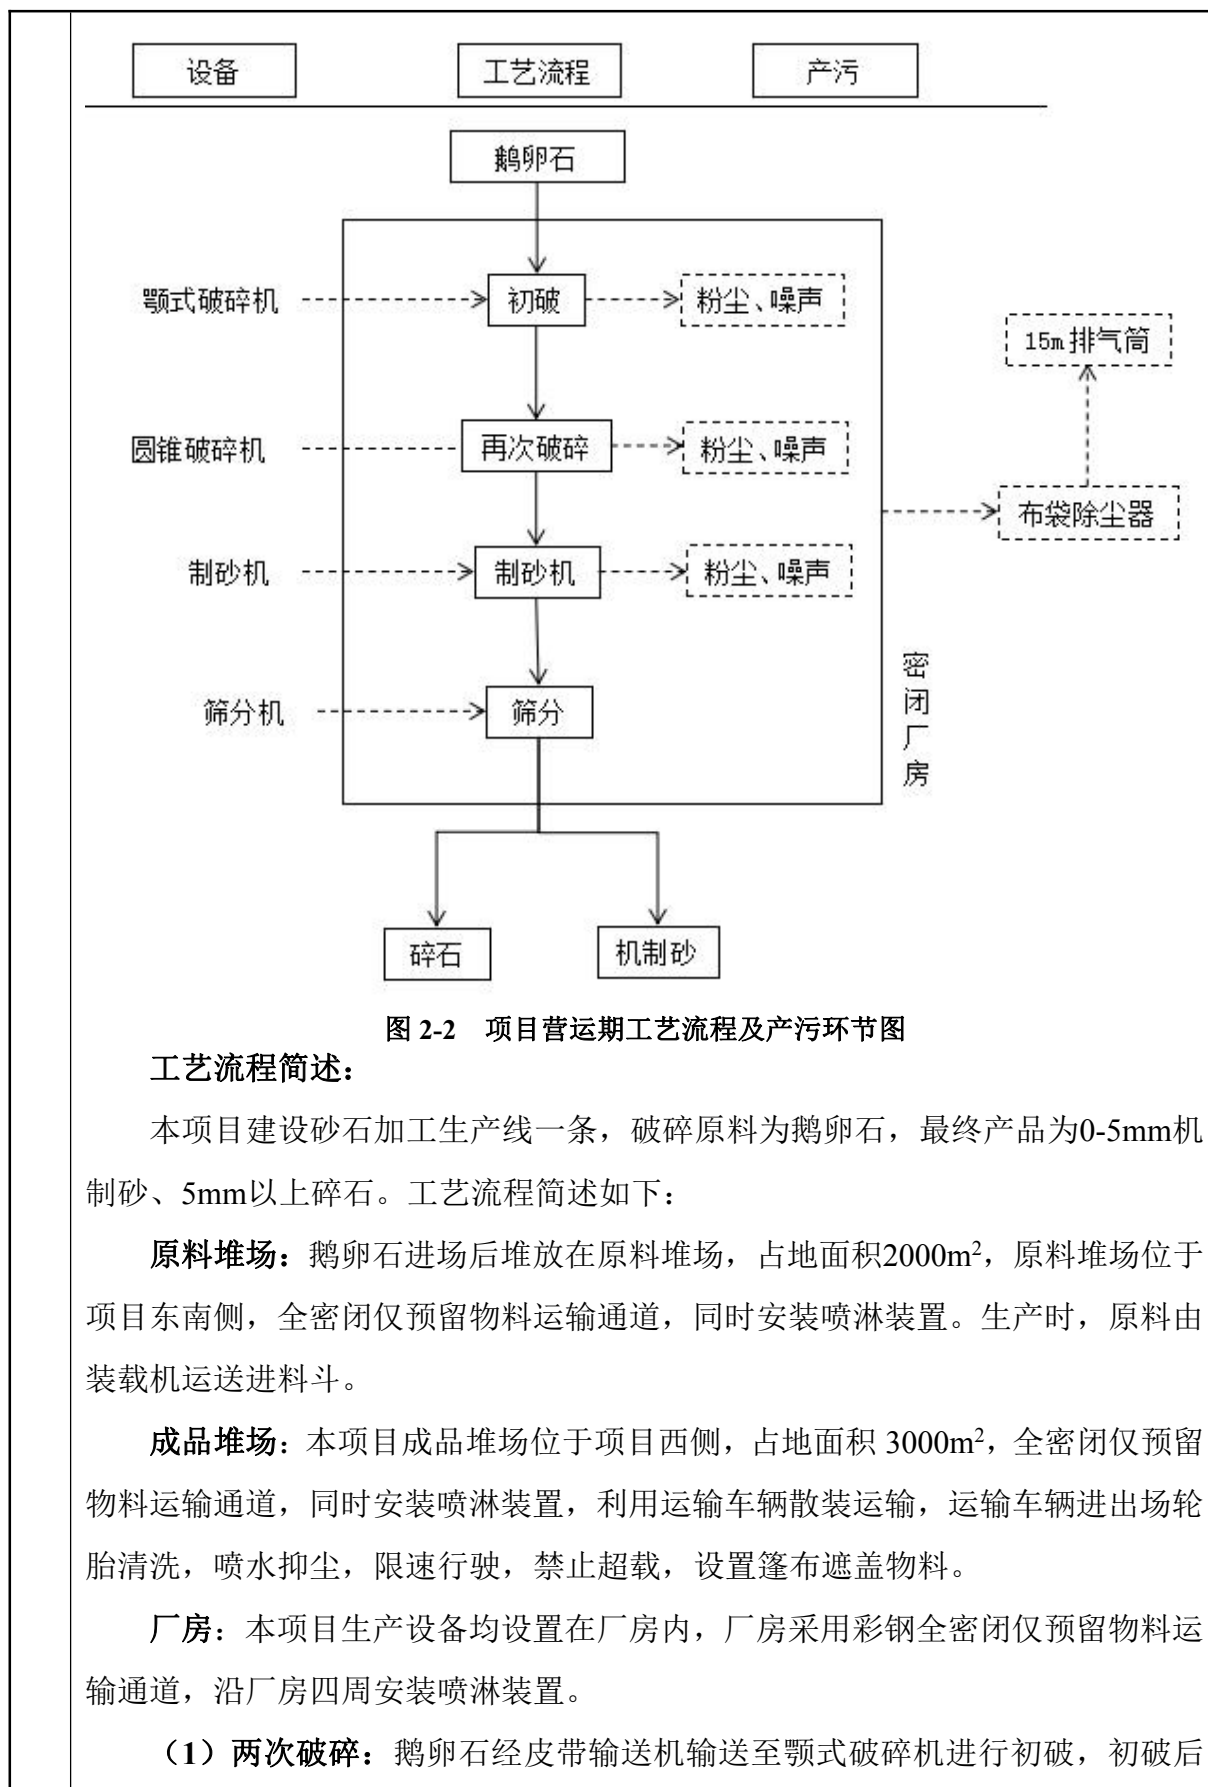 设备 工艺流程 产污
鹅卵石
颚式破碎机 初破 粉尘、噪声
15m排气筒
圆锥破碎机 再次破碎 粉尘、噪声
布袋除尘器
制砂机 制砂机 粉尘、噪声
密闭厂房
筛分机 筛分
碎石 机制砂
图 2-2 项目营运期工艺流程及产污环节图
工艺流程简述：
本项目建设砂石加工生产线一条，破碎原料为鹅卵石，最终产品为0-5mm机
制砂、5mm以上碎石。工艺流程简述如下：
原料堆场：鹅卵石进场后堆放在原料堆场，占地面积2000m²，原料堆场位于
项目东南侧，全密闭仅预留物料运输通道，同时安装喷淋装置。生产时，原料由
装载机运送进料斗。
成品堆场：本项目成品堆场位于项目西侧，占地面积 3000m²，全密闭仅预留
物料运输通道，同时安装喷淋装置，利用运输车辆散装运输，运输车辆进出场轮
胎清洗，喷水抑尘，限速行驶，禁止超载，设置篷布遮盖物料。
厂房：本项目生产设备均设置在厂房内，厂房采用彩钢全密闭仅预留物料运
输通道，沿厂房四周安装喷淋装置。
（1）两次破碎：鹅卵石经皮带输送机输送至颚式破碎机进行初破，初破后